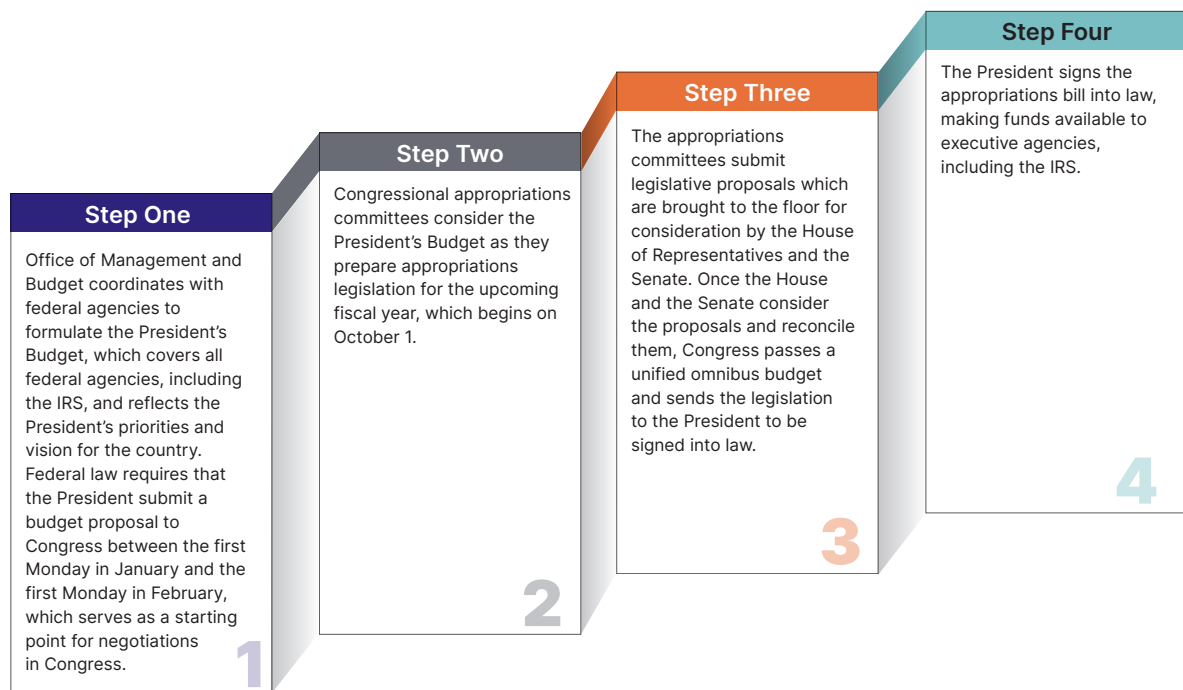 Step One
Office of Management and
Budget coordinates with
federal agencies to
formulate the President’s
Budget, which covers all
federal agencies, including
the IRS, and reflects the
President’s priorities and
vision for the country.
Federal law requires that
the President submit a
budget proposal to
Congress between the first
Monday in January and the
first Monday in February,
which serves as a starting
point for negotiations
in Congress.
1
Step Two
Congressional appropriations
committees consider the
President’s Budget as they
prepare appropriations
legislation for the upcoming
fiscal year, which begins on
October 1.
2
Step Three
The appropriations
committees submit
legislative proposals which
are brought to the floor for
consideration by the House
of Representatives and the
Senate. Once the House
and the Senate consider
the proposals and reconcile
them, Congress passes a
unified omnibus budget
and sends the legislation
to the President to be
signed into law.
3
Step Four
The President signs the
appropriations bill into law,
making funds available to
executive agencies,
including the IRS.
4